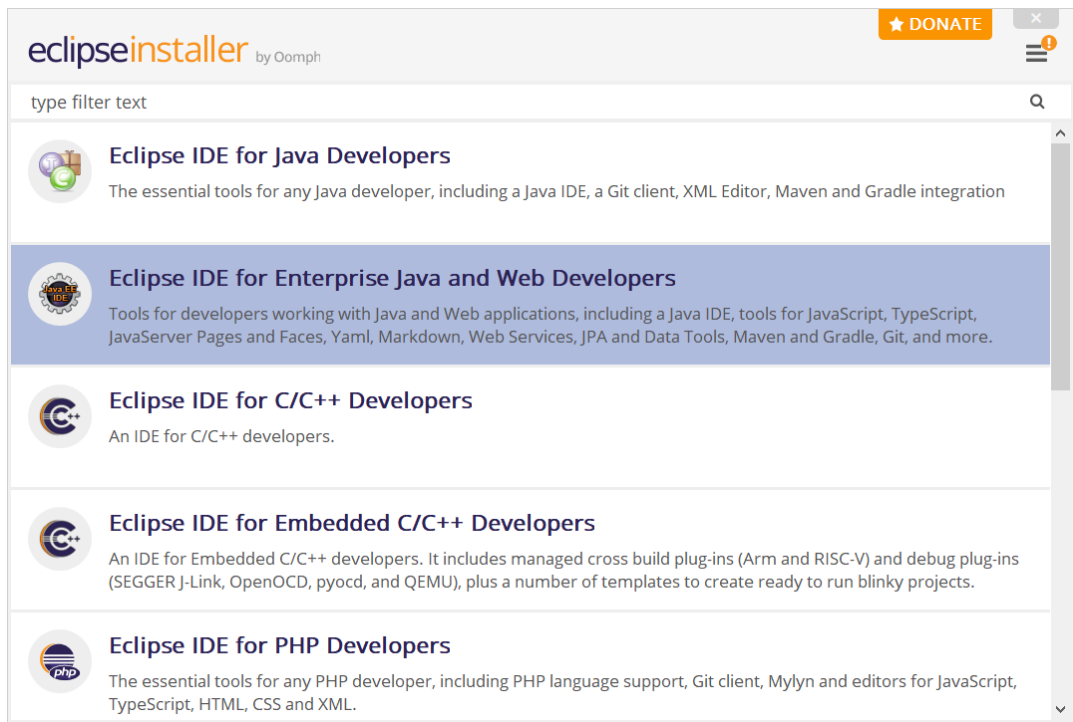 ★ DONATE
×
eclipseinstaller by Oomph
!
type filter text
Eclipse IDE for Java Developers
The essential tools for any Java developer, including a Java IDE, a Git client, XML Editor, Maven and Gradle integration
Java EE
IDE
Eclipse IDE for Enterprise Java and Web Developers
Tools for developers working with Java and Web applications, including a Java IDE, tools for JavaScript, TypeScript,
JavaServer Pages and Faces, Yaml, Markdown, Web Services, JPA and Data Tools, Maven and Gradle, Git, and more.
C++
Eclipse IDE for C/C++ Developers
An IDE for C/C++ developers.
C++
Eclipse IDE for Embedded C/C++ Developers
An IDE for Embedded C/C++ developers. It includes managed cross build plug-ins (Arm and RISC-V) and debug plug-ins
(SEGGER J-Link, OpenOCD, pyocd, and QEMU), plus a number of templates to create ready to run blinky projects.
php
Eclipse IDE for PHP Developers
The essential tools for any PHP developer, including PHP language support, Git client, Mylyn and editors for JavaScript,
TypeScript, HTML, CSS and XML.